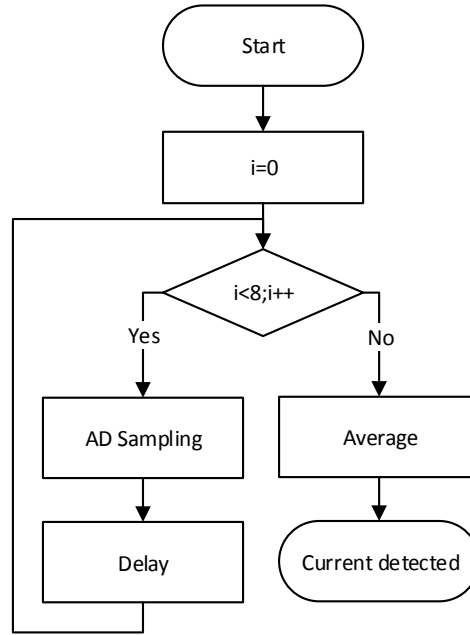 Start
i=0
i<8;i++
Yes
No
AD Sampling
Average
Delay
Current detected